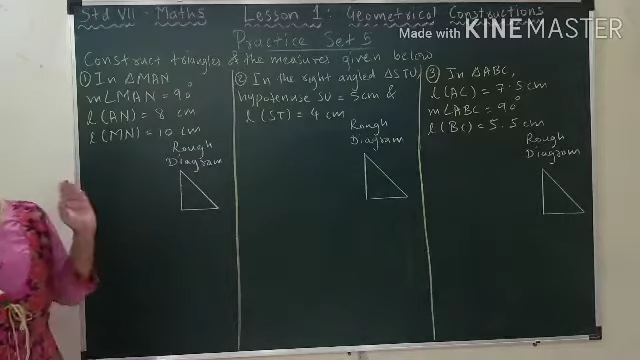 Std VII - Maths Lesson 1: Geometrical Constructions
Made with KINEMASTER
Practice Set 5
Construct triangles of the measures given below
① In △MAN
m∠MAN = 90°
l(AN) = 8 cm
l(MN) = 10 cm
Rough
Diagram
② In the right angled △STU,
hypotenuse SU = 5cm &
l(ST) = 4 cm
Rough
Diagram
③ In △ABC,
l(AC) = 7.5cm
m∠ABC = 90°
l(BC) = 5.5 cm
Rough
Diagram